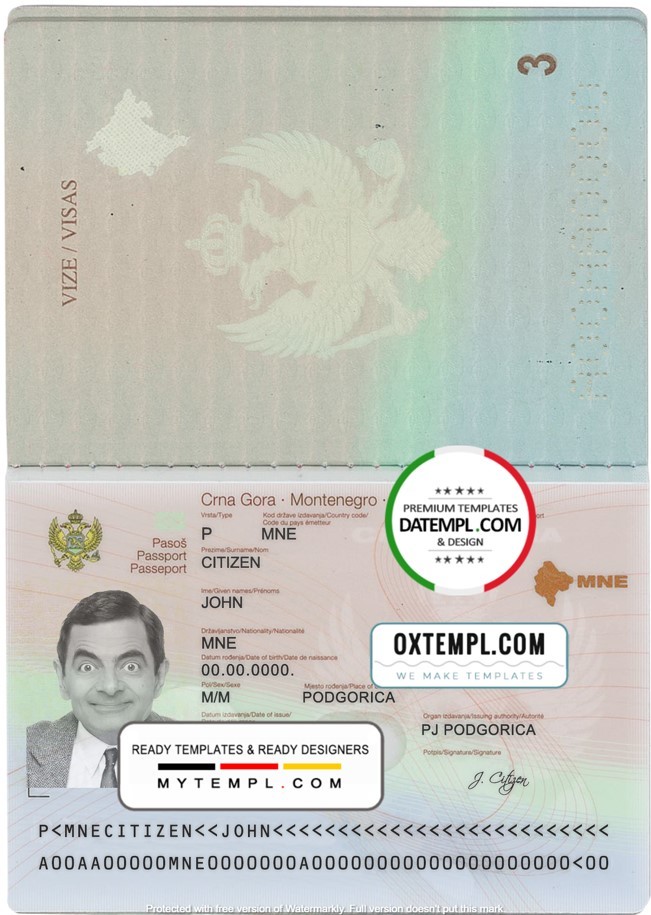 3
VIZE / VISAS
Crna Gora · Montenegro ·
Vrsta/Type
Kod države izdavanja/Country code/
Code du pays émetteur
P
MNE
Pasoš
Passport
Passeport
Prezime/Surname/Nom
CITIZEN
Ime/Given names/Prénoms
JOHN
Državljanstvo/Nationality/Nationalité
MNE
Datum rođenja/Date of birth/Date de naissance
00.00.0000.
Pol/Sex/Sexe
Mjesto rođenja/Place of
M/M
PODGORICA
Datum izdavanja/Date of issue/
Organ izdavanja/Issuing authority/Autorité
PJ PODGORICA
Potpis/Signature/Signature
J. Citizen
MNE
PREMIUM TEMPLATES
DATEMPL.COM
& DESIGN
OXTEMPL.COM
WE MAKE TEMPLATES
READY TEMPLATES & READY DESIGNERS
MYTEMPL.COM
P<MNECITIZEN<<JOHN<<<<<<<<<<<<<<<<<<<<<<<<<<
A00AA00000MNE0000000A00000000000000000000<00
Protected with free version of Watermarkly. Full version doesn't put this mark.